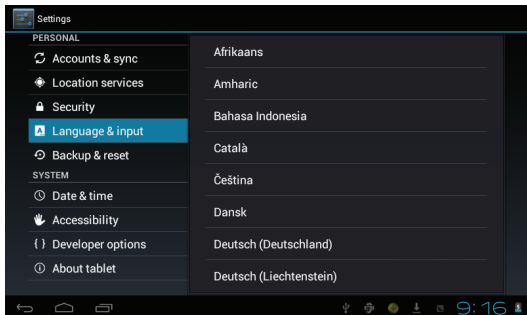 Settings
PERSONAL
Accounts & sync
Location services
Security
Language & input
Backup & reset
SYSTEM
Date & time
Accessibility
Developer options
About tablet
Afrikaans
Amharic
Bahasa Indonesia
Català
Čeština
Dansk
Deutsch (Deutschland)
Deutsch (Liechtenstein)
9:16